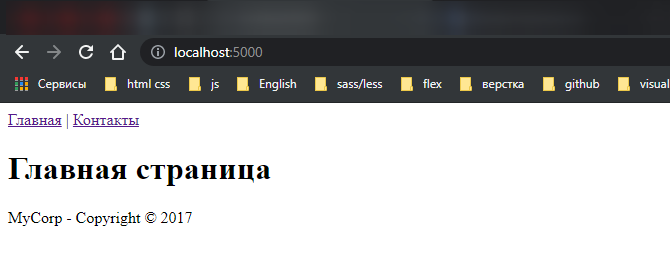 localhost:5000
Сервисы html css js English sass/less flex верстка github visual
Главная | Контакты
Главная страница
MyCorp - Copyright © 2017